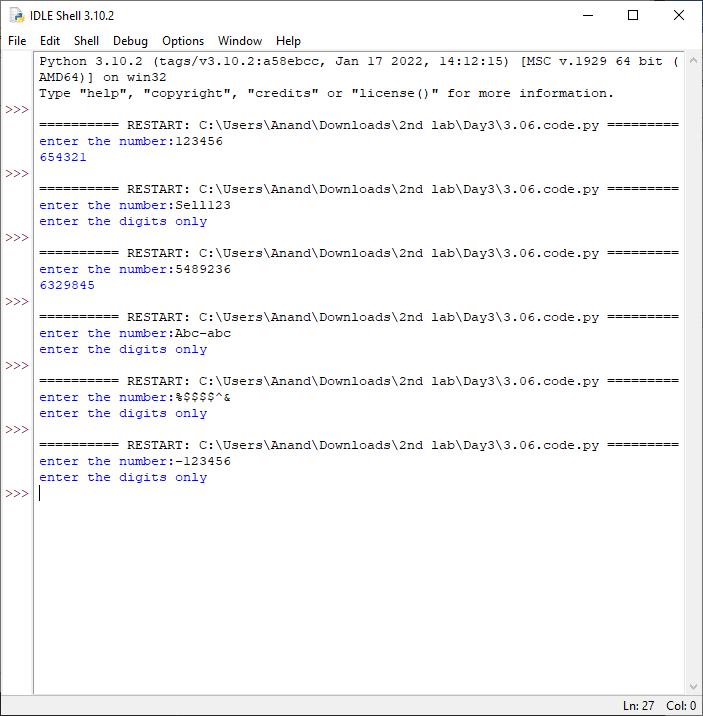 IDLE Shell 3.10.2
File Edit Shell Debug Options Window Help
Python 3.10.2 (tags/v3.10.2:a58ebcc, Jan 17 2022, 14:12:15) [MSC v.1929 64 bit (
AMD64)] on win32
Type "help", "copyright", "credits" or "license()" for more information.
>>>
========== RESTART: C:\Users\Anand\Downloads\2nd lab\Day3\3.06.code.py =========
enter the number:123456
654321
>>>
========== RESTART: C:\Users\Anand\Downloads\2nd lab\Day3\3.06.code.py =========
enter the number:Sell123
enter the digits only
>>>
========== RESTART: C:\Users\Anand\Downloads\2nd lab\Day3\3.06.code.py =========
enter the number:5489236
6329845
>>>
========== RESTART: C:\Users\Anand\Downloads\2nd lab\Day3\3.06.code.py =========
enter the number:Abc-abc
enter the digits only
>>>
========== RESTART: C:\Users\Anand\Downloads\2nd lab\Day3\3.06.code.py =========
enter the number:%$$$$^&
enter the digits only
>>>
========== RESTART: C:\Users\Anand\Downloads\2nd lab\Day3\3.06.code.py =========
enter the number:-123456
enter the digits only
>>>
Ln: 27 Col: 0